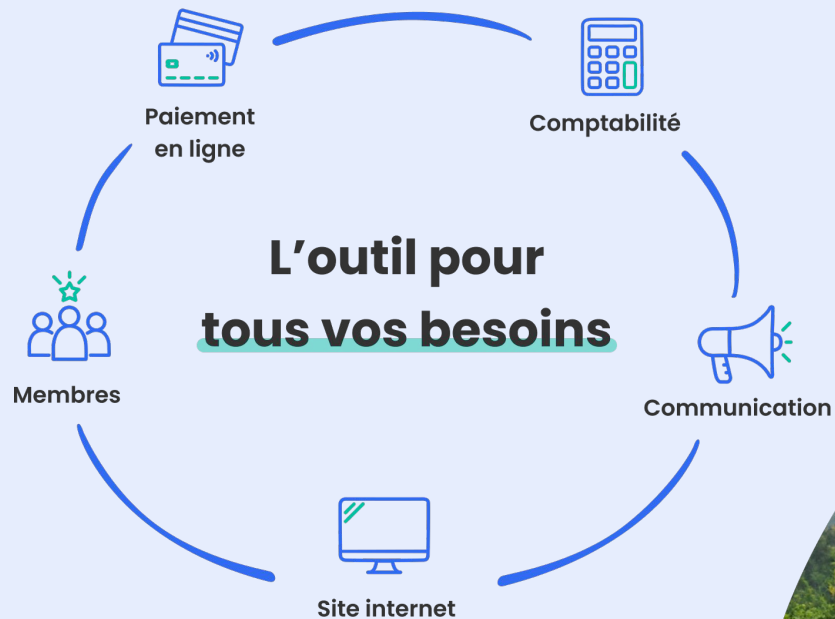 Paiement
en ligne
Comptabilité
L’outil pour
tous vos besoins
Membres
Communication
Site internet